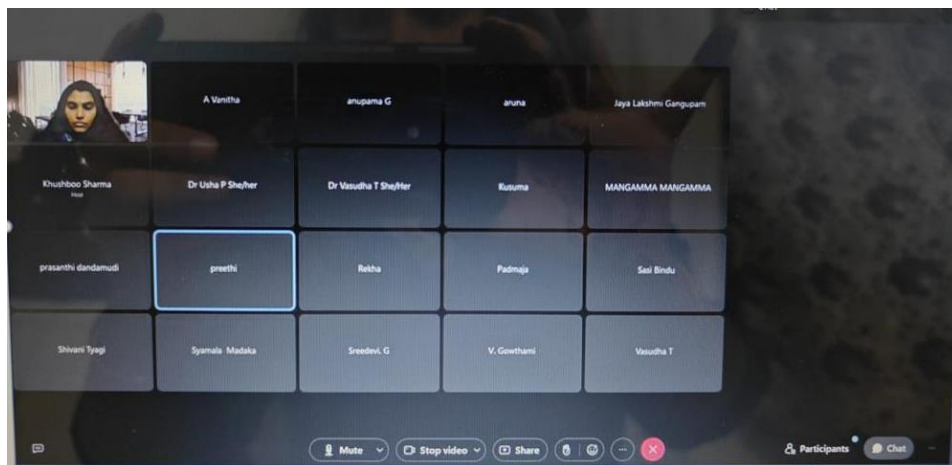 A Vanitha
anupama G
aruna
Jaya Lakshmi Gangupam
Khushboo Sharma
Host
Dr Usha P She/her
Dr Vasudha T She/Her
Kusuma
MANGAMMA MANGAMMA
prasanthi dandamudi
preethi
Rekha
Padmaja
Sasi Bindu
Shivani Tyagi
Syamala Madaka
Sreedevi. G
V. Gowthami
Vasudha T
Mute
Stop video
Share
Participants
Chat